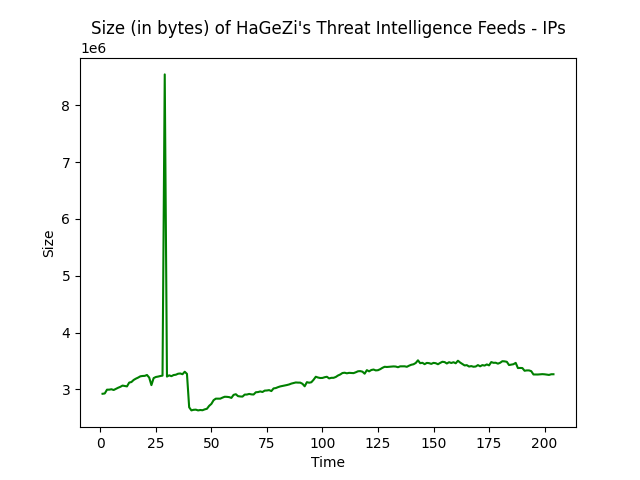 Size (in bytes) of HaGeZi's Threat Intelligence Feeds - IPs
1e6
8
7
6
5
4
3
Size
0 25 50 75 100 125 150 175 200
Time